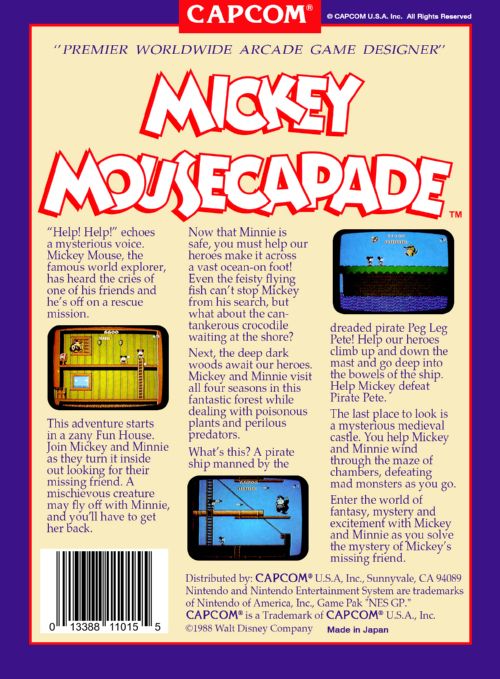 CAPCOM®
© CAPCOM U.S.A. Inc. All Rights Reserved
"PREMIER WORLDWIDE ARCADE GAME DESIGNER"
MICKEY
MOUSECAPADE™
"Help! Help!" echoes
a mysterious voice.
Mickey Mouse, the
famous world explorer,
has heard the cries of
one of his friends and
he's off on a rescue
mission.
This adventure starts
in a zany Fun House.
Join Mickey and Minnie
as they turn it inside
out looking for their
missing friend. A
mischievous creature
may fly off with Minnie,
and you'll have to get
her back.
Now that Minnie is
safe, you must help our
heroes make it across
a vast ocean-on foot!
Even the feisty flying
fish can't stop Mickey
from his search, but
what about the can-
tankerous crocodile
waiting at the shore?
Next, the deep dark
woods await our heroes.
Mickey and Minnie visit
all four seasons in this
fantastic forest while
dealing with poisonous
plants and perilous
predators.
What's this? A pirate
ship manned by the
dreaded pirate Peg Leg
Pete! Help our heroes
climb up and down the
mast and go deep into
the bowels of the ship.
Help Mickey defeat
Pirate Pete.
The last place to look is
a mysterious medieval
castle. You help Mickey
and Minnie wind
through the maze of
chambers, defeating
mad monsters as you go.
Enter the world of
fantasy, mystery and
excitement with Mickey
and Minnie as you solve
the mystery of Mickey's
missing friend.
0 13388 11015 5
Distributed by: CAPCOM® U.S.A, Inc., Sunnyvale, CA 94089
Nintendo and Nintendo Entertainment System are trademarks
of Nintendo of America, Inc., Game Pak "NES GP."
CAPCOM® is a Trademark of CAPCOM® U.S.A., Inc.
©1988 Walt Disney Company Made in Japan